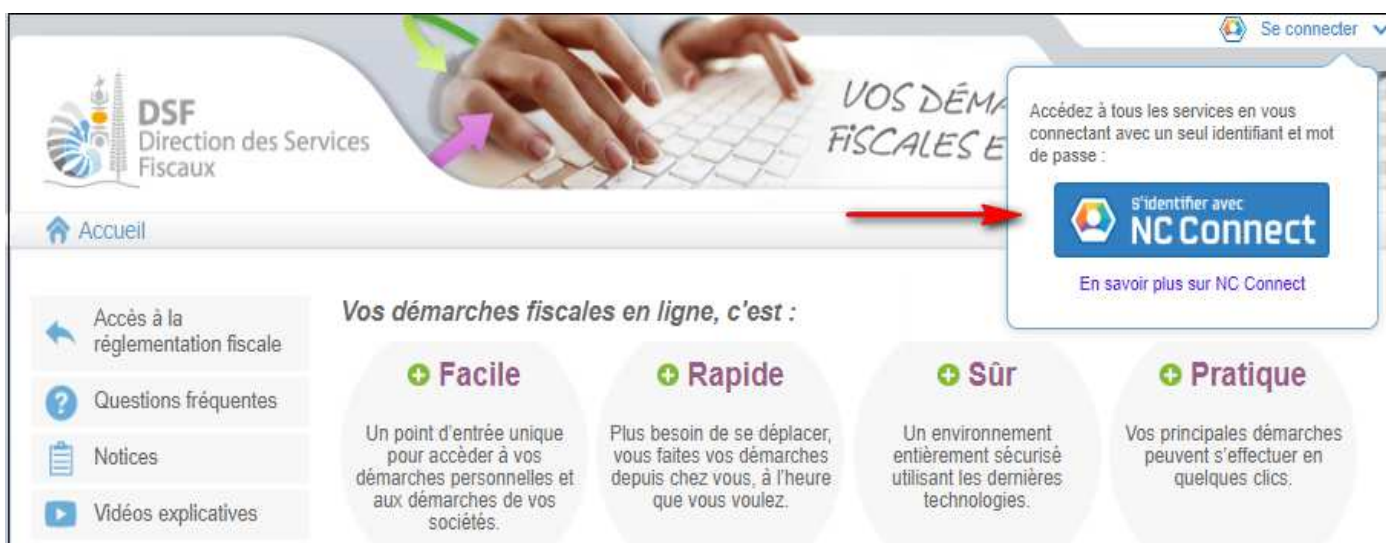 Se connecter
DSF
Direction des Services
Fiscaux
VOS DÉMA
FISCALES E
Accédez à tous les services en vous
connectant avec un seul identifiant et mot
de passe :
S'identifier avec
NC Connect
En savoir plus sur NC Connect
Accueil
Accès à la
réglementation fiscale
Questions fréquentes
Notices
Vidéos explicatives
Vos démarches fiscales en ligne, c'est :
Facile
Un point d'entrée unique
pour accèder à vos
démarches personnelles et
aux démarches de vos
sociétés.
Rapide
Plus besoin de se déplacer,
vous faites vos démarches
depuis chez vous, à l'heure
que vous voulez.
Sûr
Un environnement
entièrement sécurisé
utilisant les dernières
technologies.
Pratique
Vos principales démarches
peuvent s'effectuer en
quelques clics.